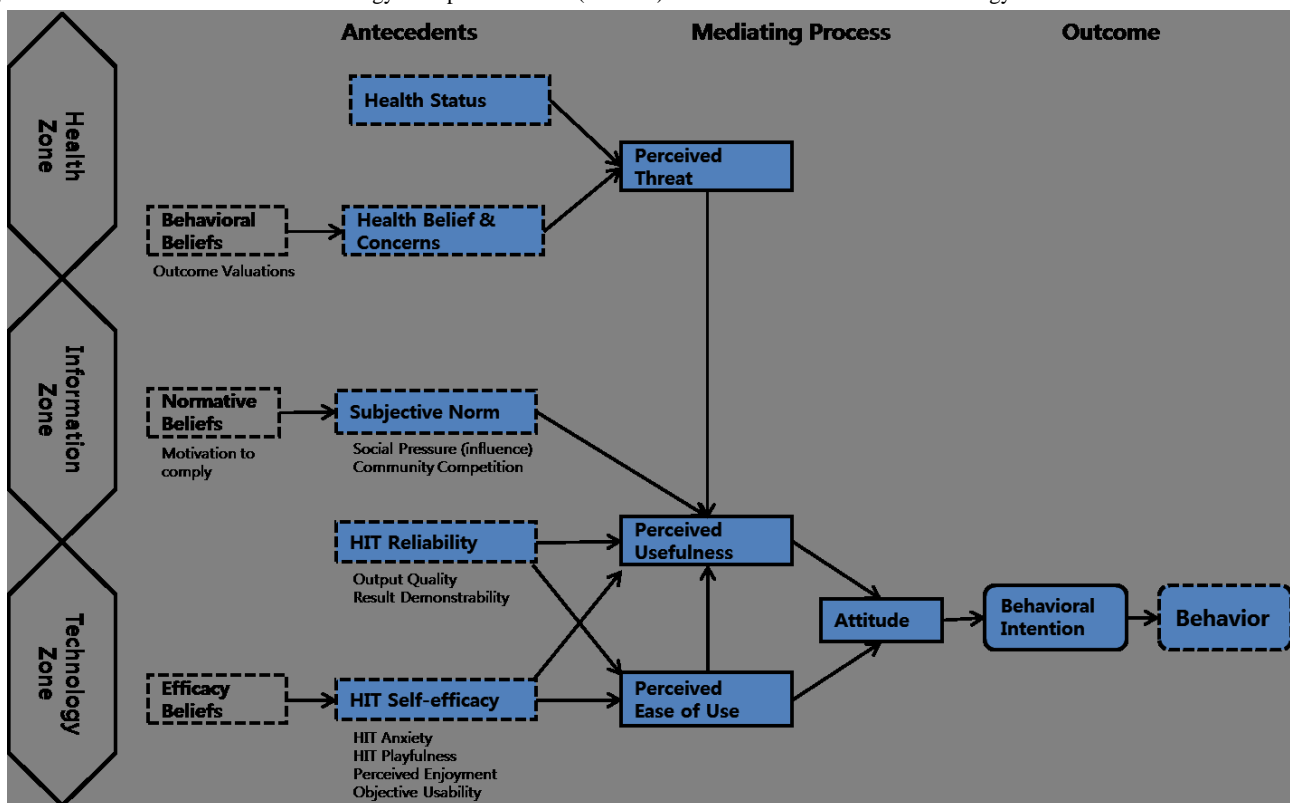 Antecedents
Mediating Process
Outcome
Health
Zone
Health Status
Perceived
Threat
Behavioral
Beliefs
Outcome Valuations
Health Belief &
Concerns
Information
Zone
Normative
Beliefs
Motivation to
comply
Subjective Norm
Social Pressure (influence)
Community Competition
HIT Reliability
Output Quality
Result Demonstrability
Perceived
Usefulness
Attitude
Behavioral
Intention
Behavior
Technology
Zone
Efficacy
Beliefs
HIT Self-efficacy
HIT Anxiety
HIT Playfulness
Perceived Enjoyment
Objective Usability
Perceived
Ease of Use